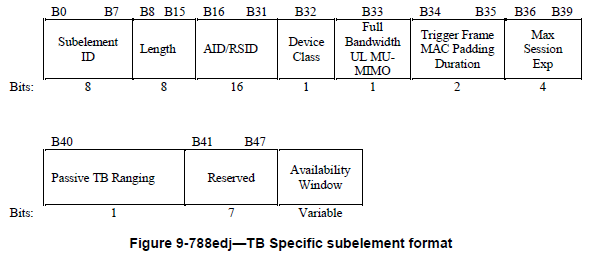 B0 B7 B8 B15 B16 B31 B32 B33 B34 B35 B36 B39
Subelement ID Length AID/RSID Device Class Full Bandwidth UL MU-MIMO Trigger Frame MAC Padding Duration Max Session Exp
Bits: 8 8 16 1 1 2 4
B40 B41 B47
Passive TB Ranging Reserved Availability Window
Bits: 1 7 Variable
Figure 9-788edj—TB Specific subelement format